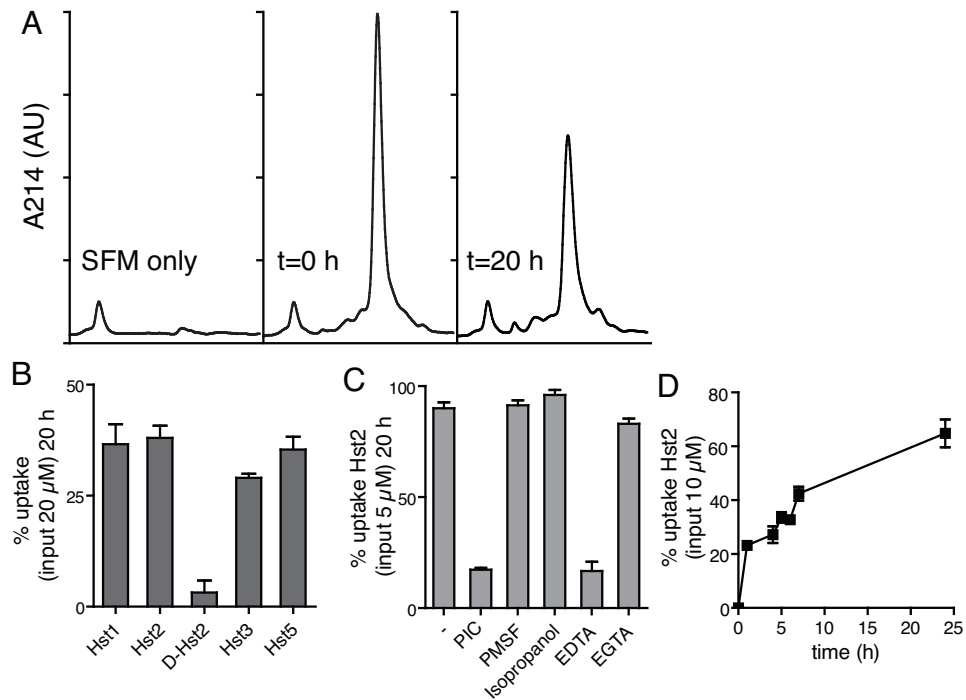 A
A214 (AU)
SFM only
t=0 h
t=20 h
B
% uptake
(input 20 µM) 20 h
50
25
0
Hst1
Hst2
D-Hst2
Hst3
Hst5
C
% uptake Hst2
(input 5 µM) 20 h
100
50
0
-
PIC
PMSF
Isopropanol
EDTA
EGTA
D
% uptake Hst2
(input 10 µM)
80
60
40
20
0
0 5 10 15 20 25
time (h)